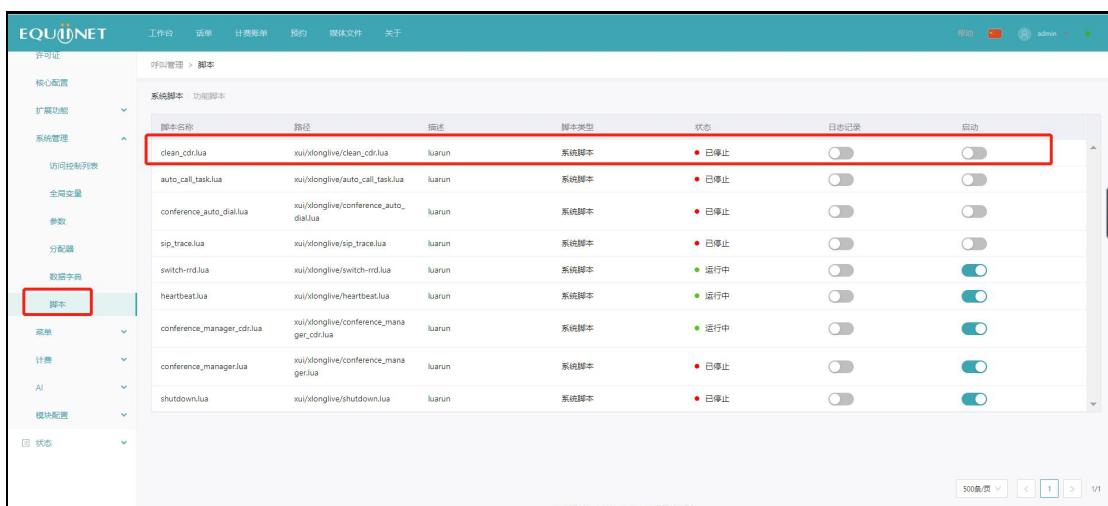 EQUIINET
工作台 话单 计费账单 预约 媒体文件 关于
帮助 admin
许可证
核心配置
扩展功能
系统管理
访问控制列表
全局变量
参数
分配器
数据字典
脚本
菜单
计费
AI
模块配置
状态
呼叫管理 > 脚本
系统脚本 功能脚本
脚本名称 路径 描述 脚本类型 状态 日志记录 启动
clean_cdr.lua xui/xlonglive/clean_cdr.lua luarun 系统脚本 已停止
auto_call_task.lua xui/xlonglive/auto_call_task.lua luarun 系统脚本 已停止
conference_auto_dial.lua xui/xlonglive/conference_auto_
dial.lua luarun 系统脚本 已停止
sip_trace.lua xui/xlonglive/sip_trace.lua luarun 系统脚本 已停止
switch-rrd.lua xui/xlonglive/switch-rrd.lua luarun 系统脚本 运行中
heartbeat.lua xui/xlonglive/heartbeat.lua luarun 系统脚本 运行中
conference_manager_cdr.lua xui/xlonglive/conference_mana
ger_cdr.lua luarun 系统脚本 运行中
conference_manager.lua xui/xlonglive/conference_mana
ger.lua luarun 系统脚本 已停止
shutdown.lua xui/xlonglive/shutdown.lua luarun 系统脚本 已停止
500条/页 < 1 > 1/1